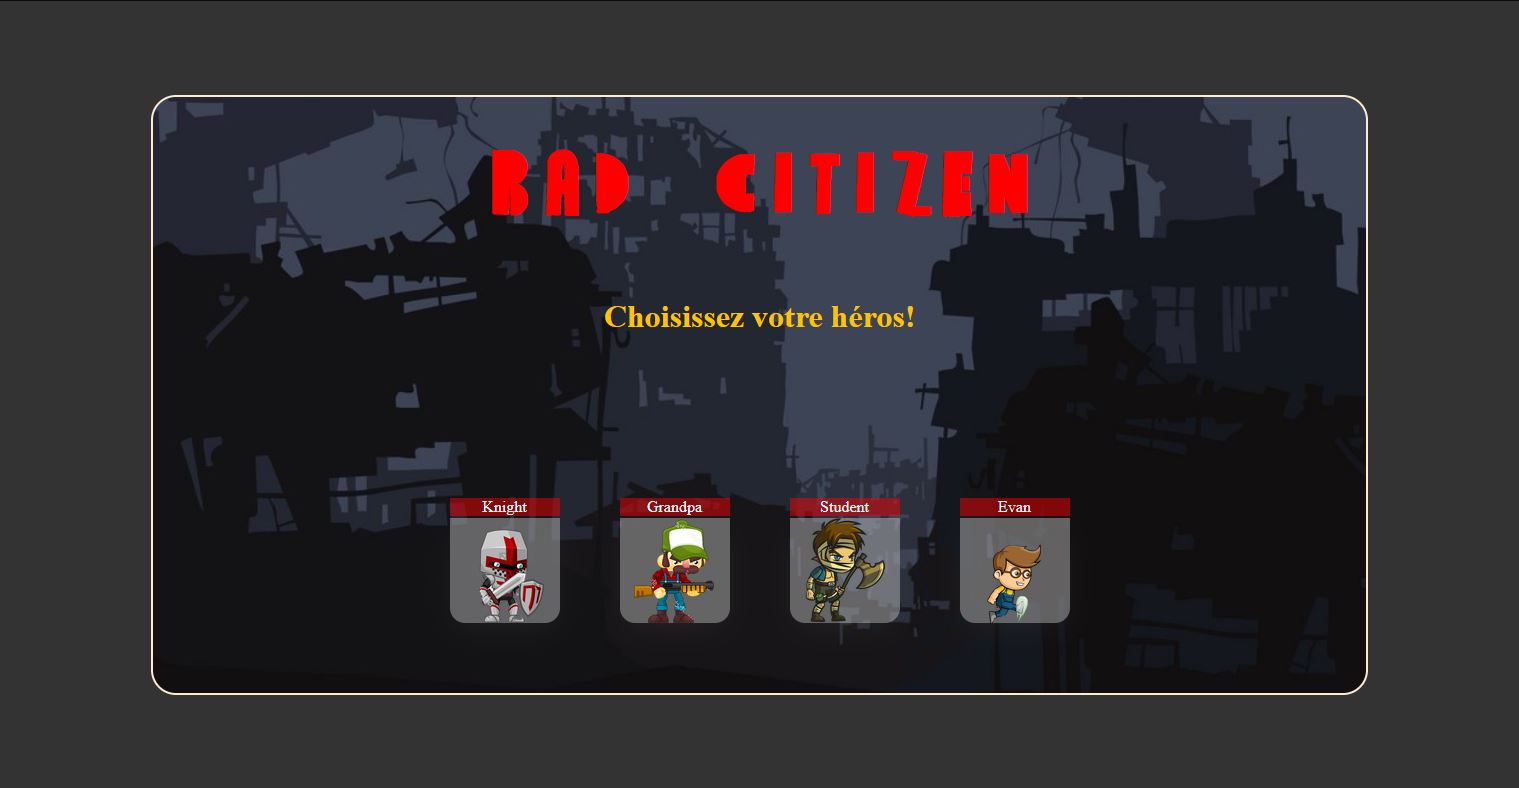 BAD CITIZEN
Choisissez votre héros!
Knight
Grandpa
Student
Evan